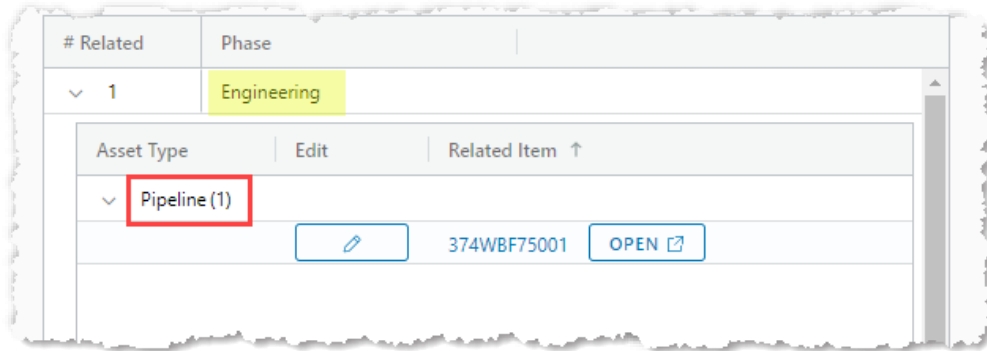 # Related Phase
1 Engineering
Asset Type Edit Related Item ↑
Pipeline (1)
374WBF75001 OPEN